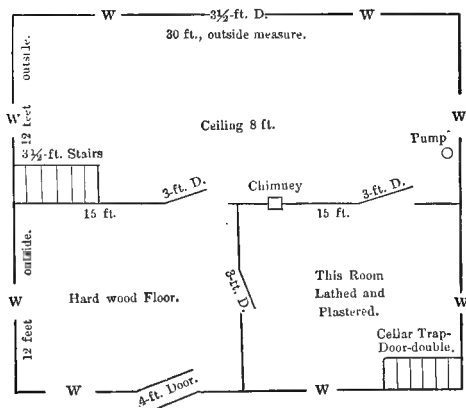 W 3½-ft. D. W
30 ft., outside measure.
12 feet outside.
W
W
Ceiling 8 ft.
Pump
3½-ft. Stairs
3-ft. D.
Chimney
3-ft. D.
15 ft.
15 ft.
12 feet outside.
W
3-ft. D.
Hard wood Floor.
This Room
Lathed and
Plastered.
W
Cellar Trap-
Door-double.
W
4-ft. Door.
W